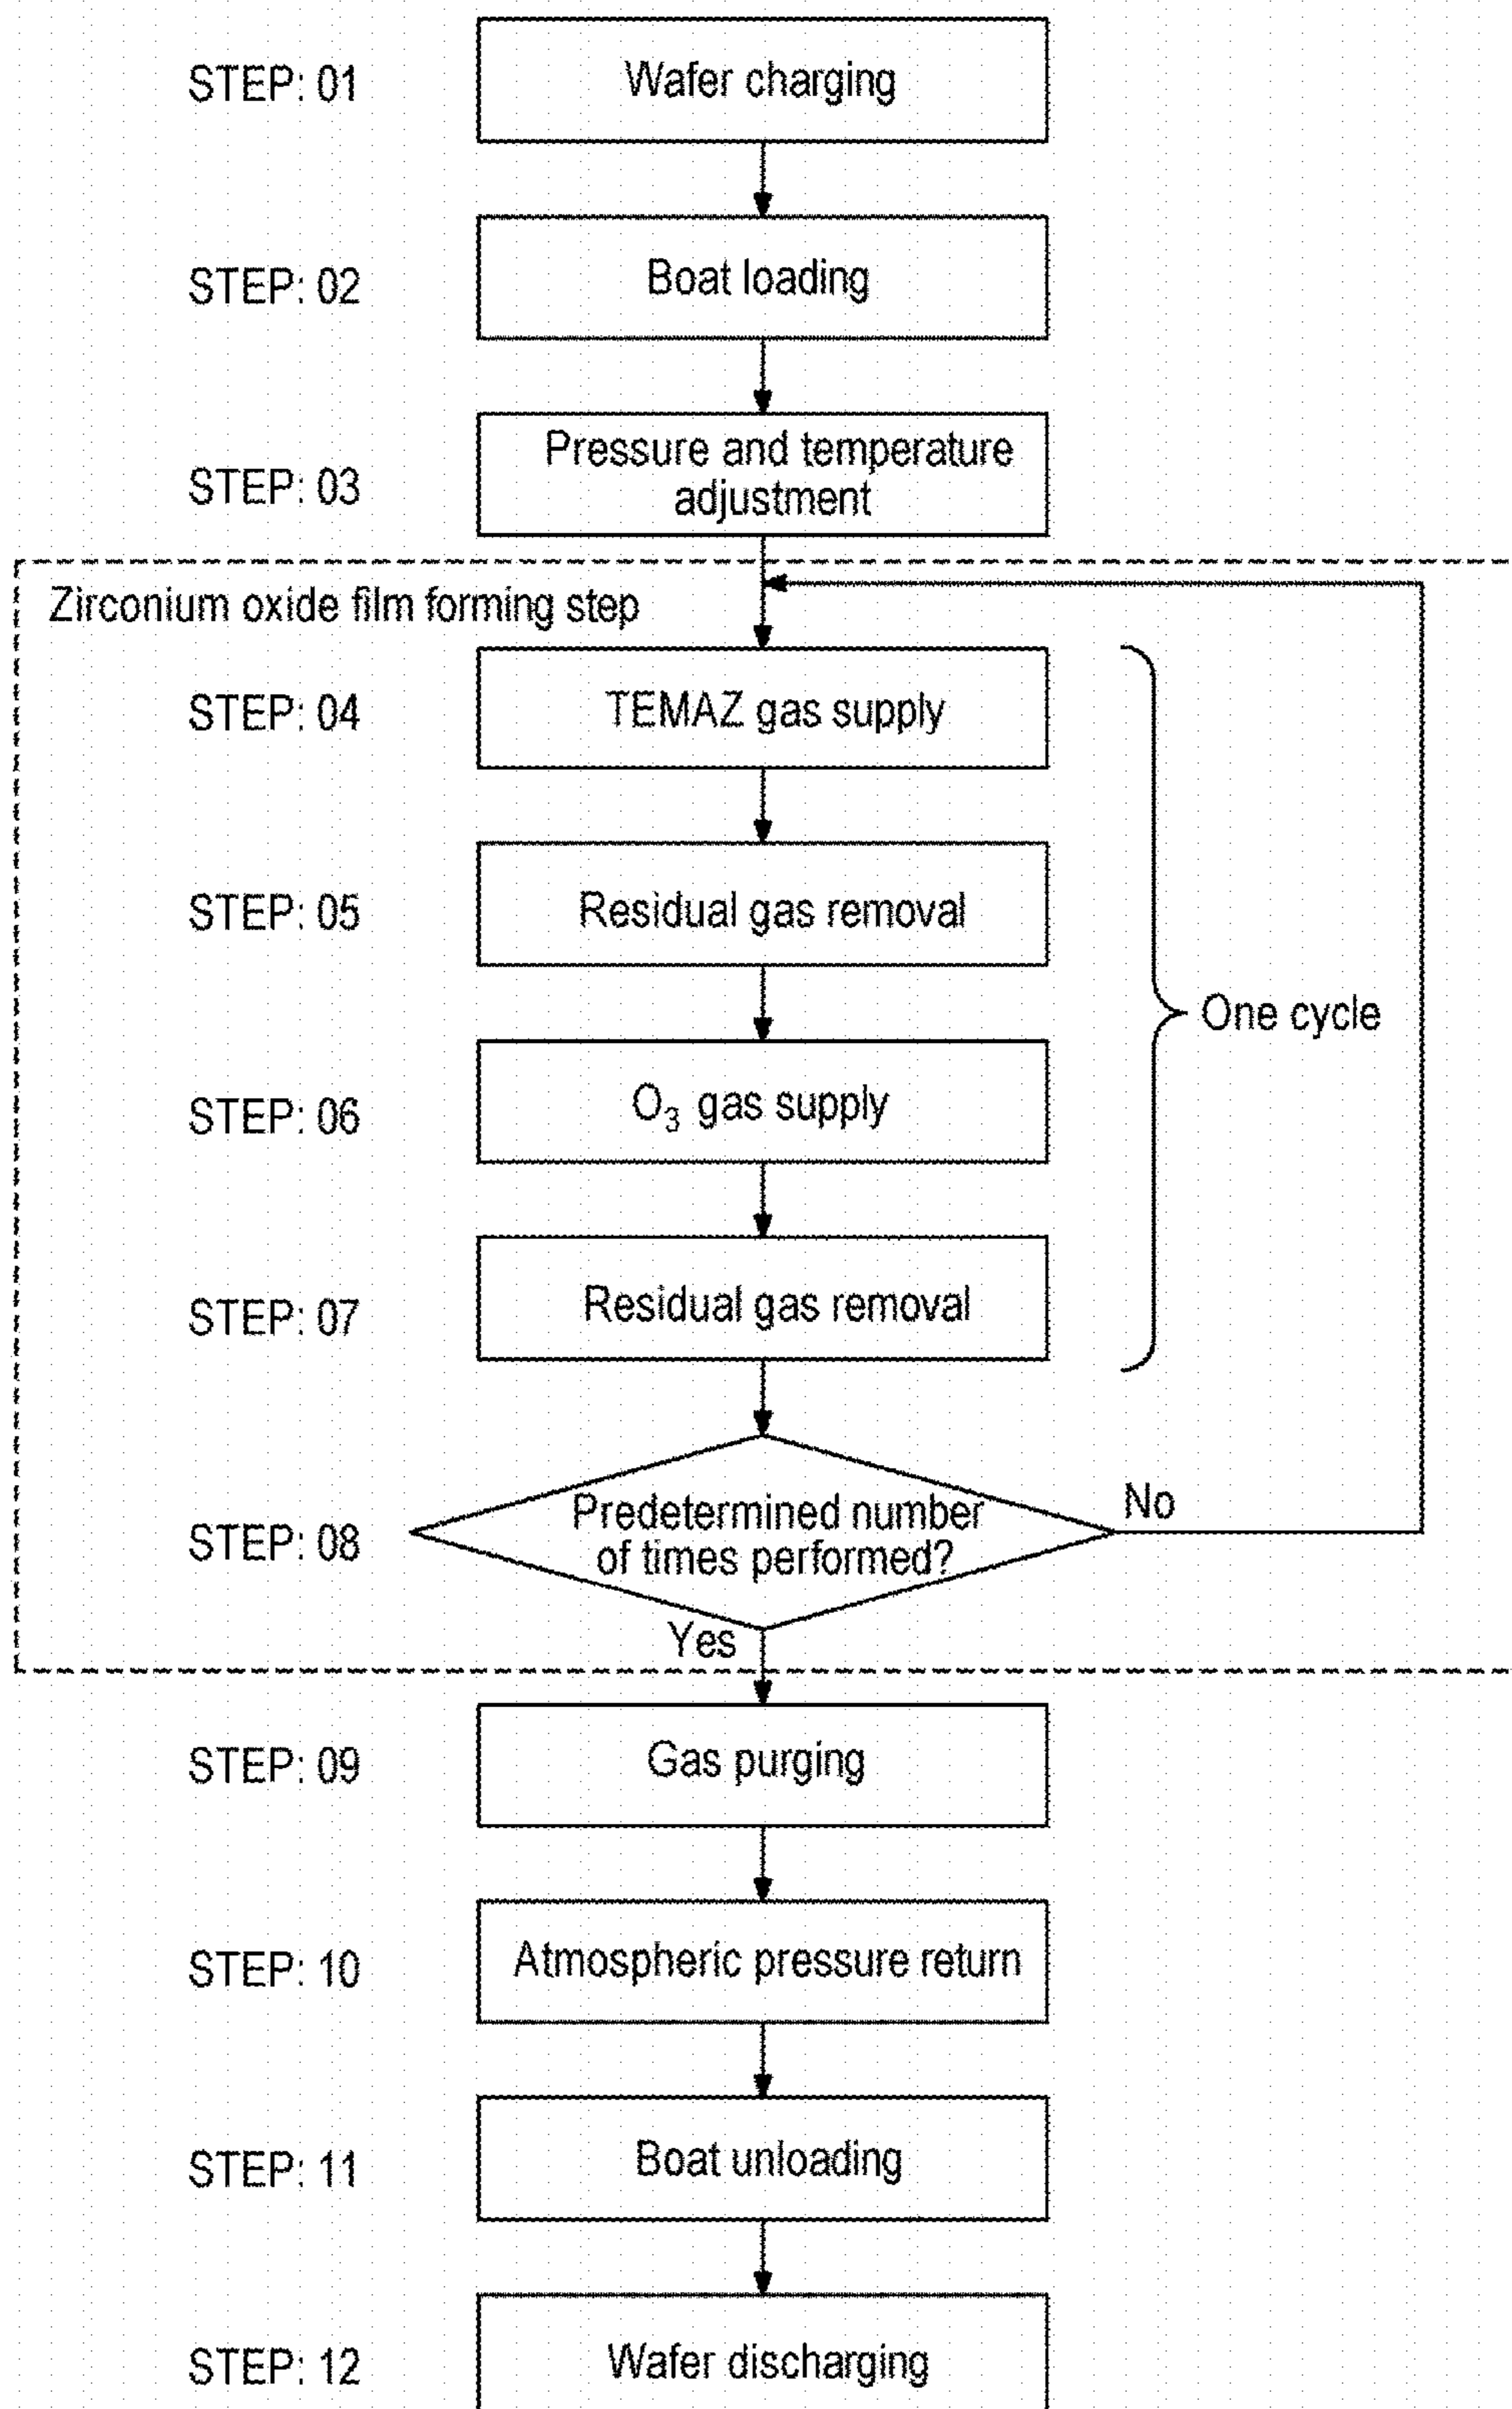 STEP: 01
Wafer charging
STEP: 02
Boat loading
STEP: 03
Pressure and temperature
adjustment
Zirconium oxide film forming step
STEP: 04
TEMAZ gas supply
STEP: 05
Residual gas removal
One cycle
STEP: 06
O₃ gas supply
STEP: 07
Residual gas removal
STEP: 08
Predetermined number
of times performed?
No
Yes
STEP: 09
Gas purging
STEP: 10
Atmospheric pressure return
STEP: 11
Boat unloading
STEP: 12
Wafer discharging